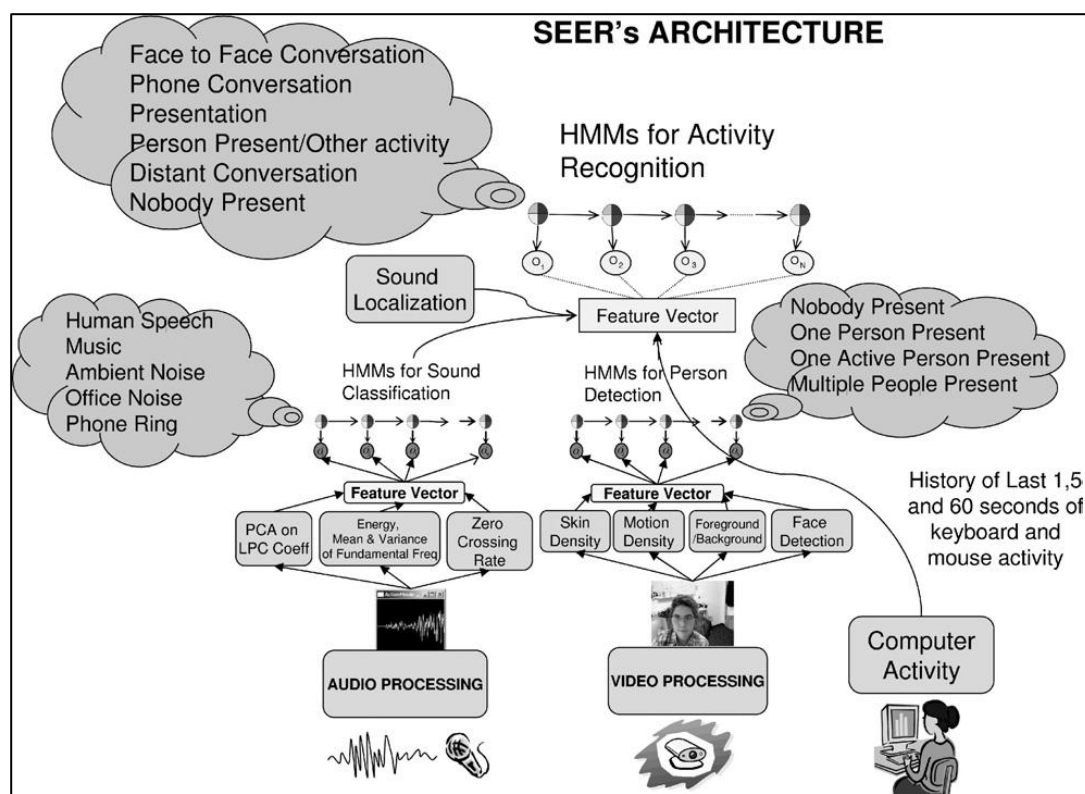 SEER's ARCHITECTURE
Face to Face Conversation
Phone Conversation
Presentation
Person Present/Other activity
Distant Conversation
Nobody Present
HMMs for Activity
Recognition
O1
O2
O3
ON
Sound
Localization
Feature Vector
Nobody Present
One Person Present
One Active Person Present
Multiple People Present
Human Speech
Music
Ambient Noise
Office Noise
Phone Ring
HMMs for Sound
Classification
HMMs for Person
Detection
Feature Vector
Feature Vector
History of Last 1,5
and 60 seconds of
keyboard and
mouse activity
PCA on
LPC Coeff
Energy,
Mean & Variance
of Fundamental Freq
Zero
Crossing
Rate
Skin
Density
Motion
Density
Foreground
/Background
Face
Detection
AUDIO PROCESSING
VIDEO PROCESSING
Computer
Activity